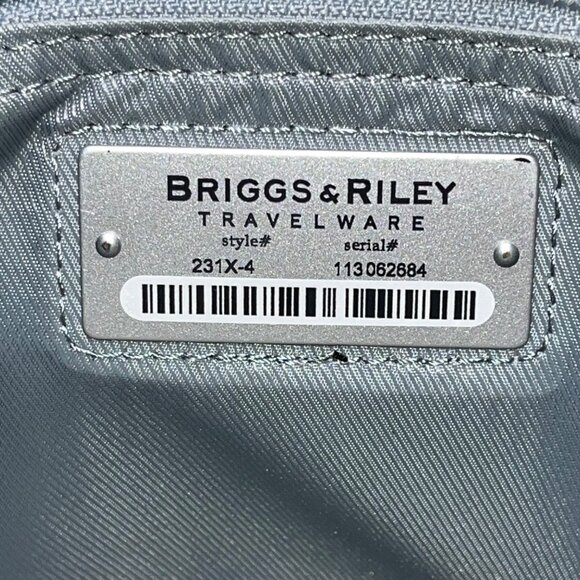 BRIGGS & RILEY
TRAVELWARE
style# serial#
231X-4 113062684